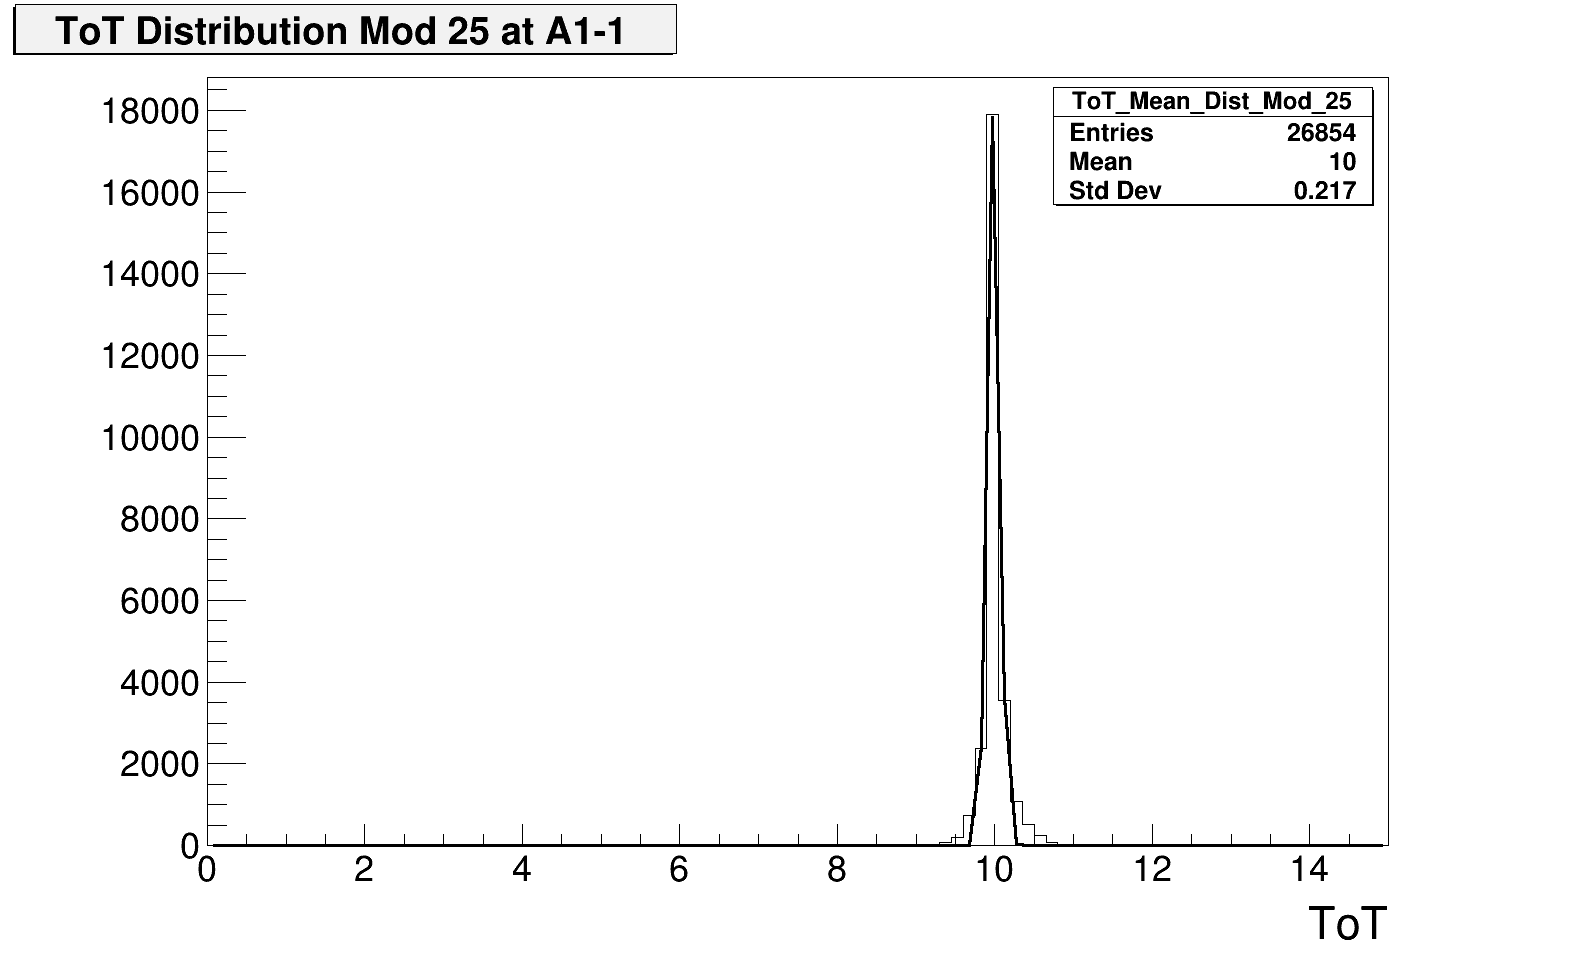 ToT Distribution Mod 25 at A1-1
ToT_Mean_Dist_Mod_25
Entries 26854
Mean 10
Std Dev 0.217
18000
16000
14000
12000
10000
8000
6000
4000
2000
0
0 2 4 6 8 10 12 14
ToT